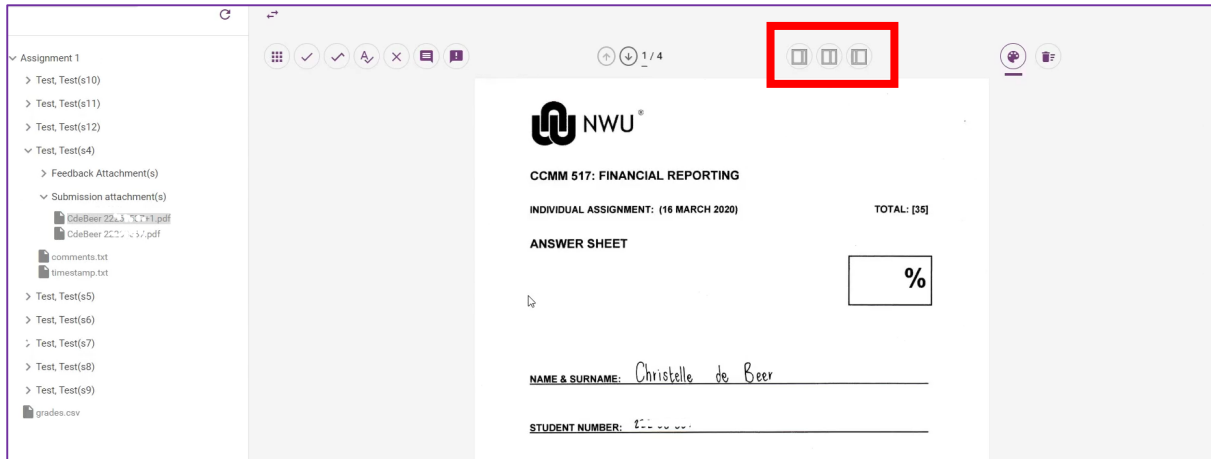 Assignment 1
Test, Test(s10)
Test, Test(s11)
Test, Test(s12)
Test, Test(s4)
Feedback Attachment(s)
Submission attachment(s)
CdeBeer
CdeBeer
comments.txt
timestamp.txt
Test, Test(s5)
Test, Test(s6)
Test, Test(s7)
Test, Test(s8)
Test, Test(s9)
grades.csv
1 / 4
NWU®
CCMM 517: FINANCIAL REPORTING
INDIVIDUAL ASSIGNMENT: (16 MARCH 2020) TOTAL: [35]
ANSWER SHEET
%
NAME & SURNAME: Christelle de Beer
STUDENT NUMBER: